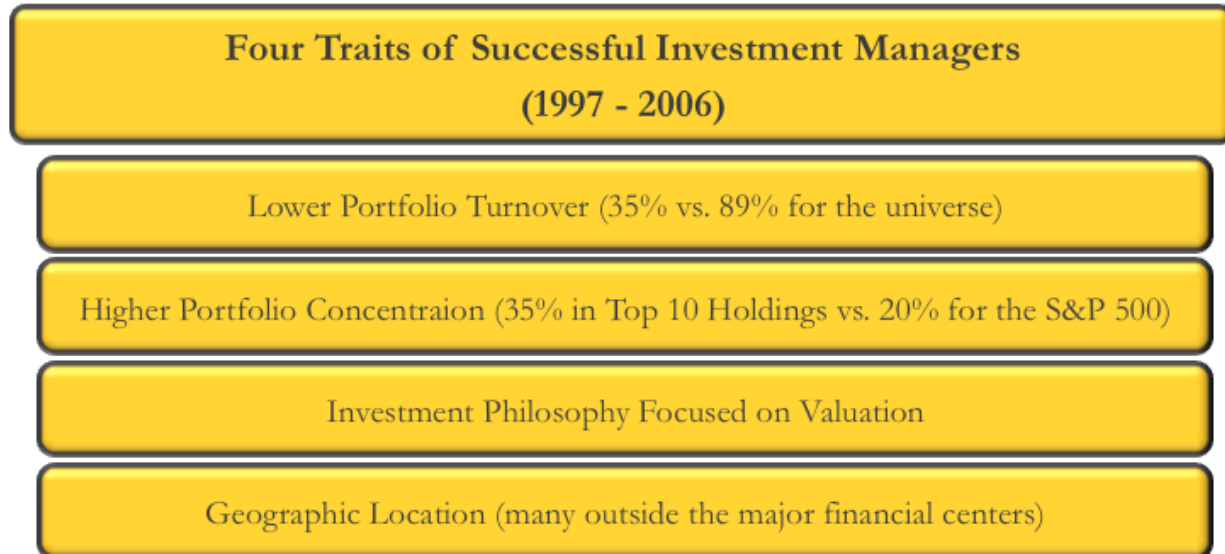 Four Traits of Successful Investment Managers
(1997 - 2006)
Lower Portfolio Turnover (35% vs. 89% for the universe)
Higher Portfolio Concentraion (35% in Top 10 Holdings vs. 20% for the S&P 500)
Investment Philosophy Focused on Valuation
Geographic Location (many outside the major financial centers)